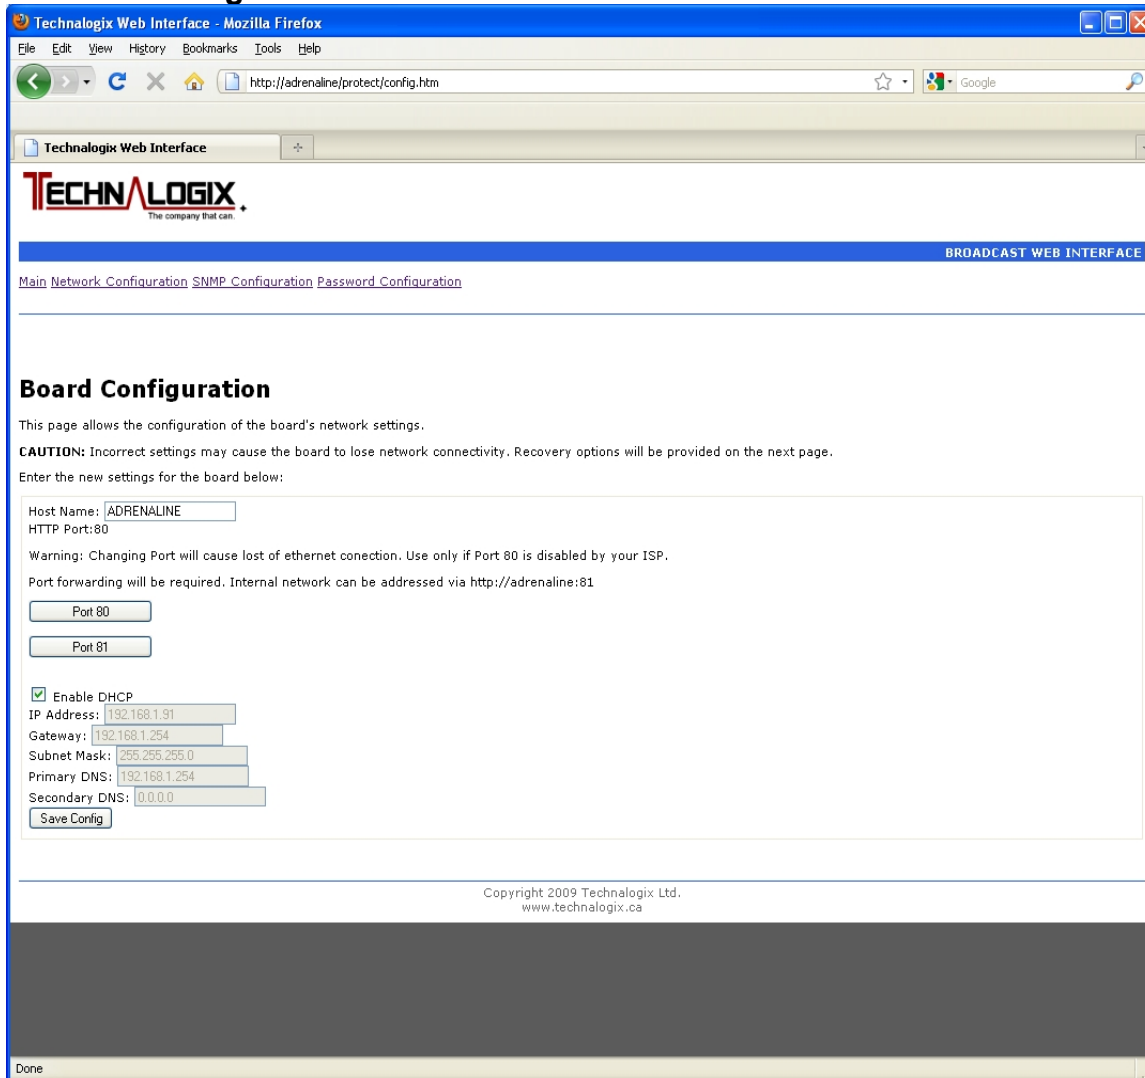 Technalogix Web Interface - Mozilla Firefox
File Edit View History Bookmarks Tools Help
http://adrenaline/protect/config.htm
Google
Technalogix Web Interface
TECHNALOGIX
The company that can.
BROADCAST WEB INTERFACE
Main Network Configuration SNMP Configuration Password Configuration
Board Configuration
This page allows the configuration of the board's network settings.
CAUTION: Incorrect settings may cause the board to lose network connectivity. Recovery options will be provided on the next page.
Enter the new settings for the board below:
Host Name: ADRENALINE
HTTP Port:80
Warning: Changing Port will cause lost of ethernet conection. Use only if Port 80 is disabled by your ISP.
Port forwarding will be required. Internal network can be addressed via http://adrenaline:81
Port 80
Port 81
Enable DHCP
IP Address: 192.168.1.91
Gateway: 192.168.1.254
Subnet Mask: 255.255.255.0
Primary DNS: 192.168.1.254
Secondary DNS: 0.0.0.0
Save Config
Copyright 2009 Technalogix Ltd.
www.technalogix.ca
Done